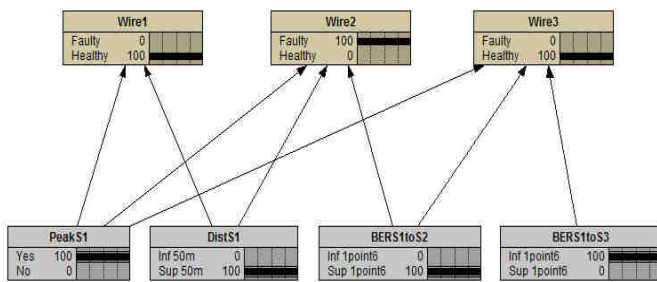 Wire1
Faulty 0
Healthy 100
Wire2
Faulty 100
Healthy 0
Wire3
Faulty 0
Healthy 100
PeakS1
Yes 100
No 0
DistS1
Inf 50m 0
Sup 50m 100
BERS1toS2
Inf 1point6 0
Sup 1point6 100
BERS1toS3
Inf 1point6 100
Sup 1point6 0